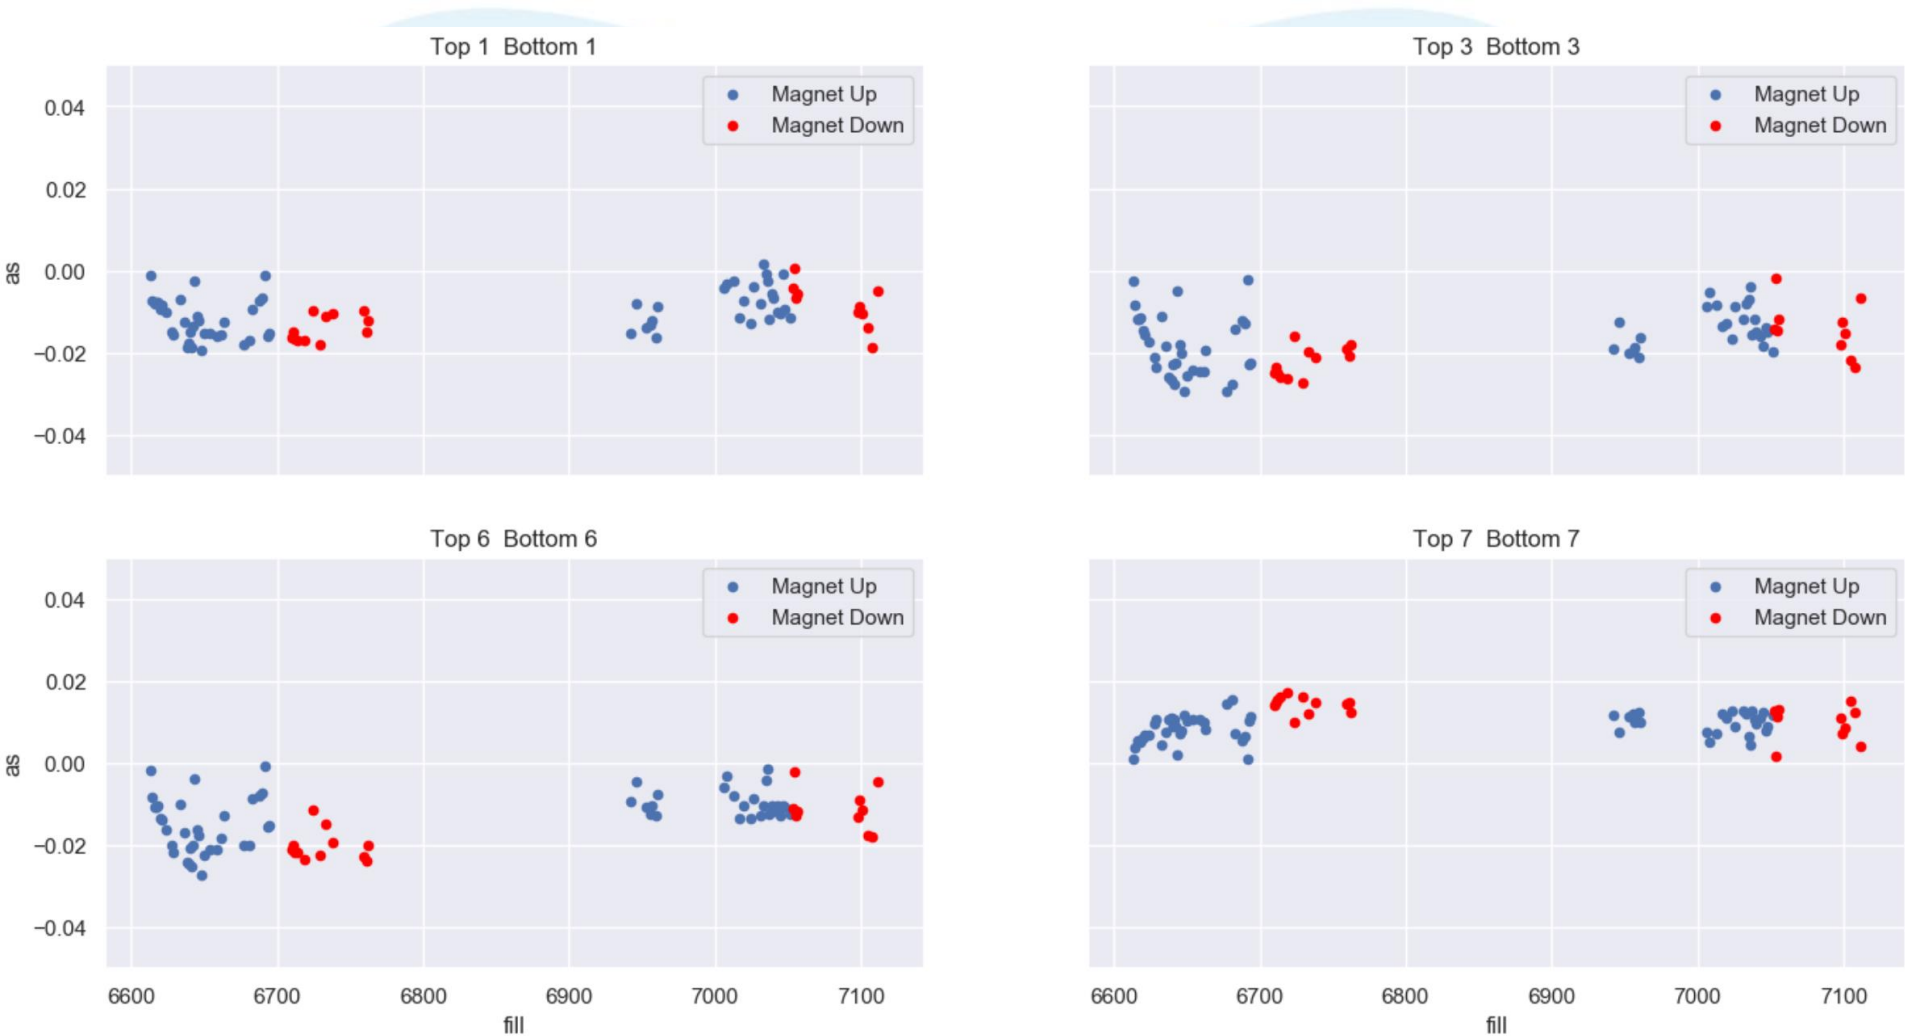 Top 1 Bottom 1
Top 3 Bottom 3
0.04
0.02
0.00
−0.02
−0.04
as
Magnet Up
Magnet Down
Magnet Up
Magnet Down
Top 6 Bottom 6
Top 7 Bottom 7
0.04
0.02
0.00
−0.02
−0.04
as
Magnet Up
Magnet Down
Magnet Up
Magnet Down
6600 6700 6800 6900 7000 7100
fill
6600 6700 6800 6900 7000 7100
fill